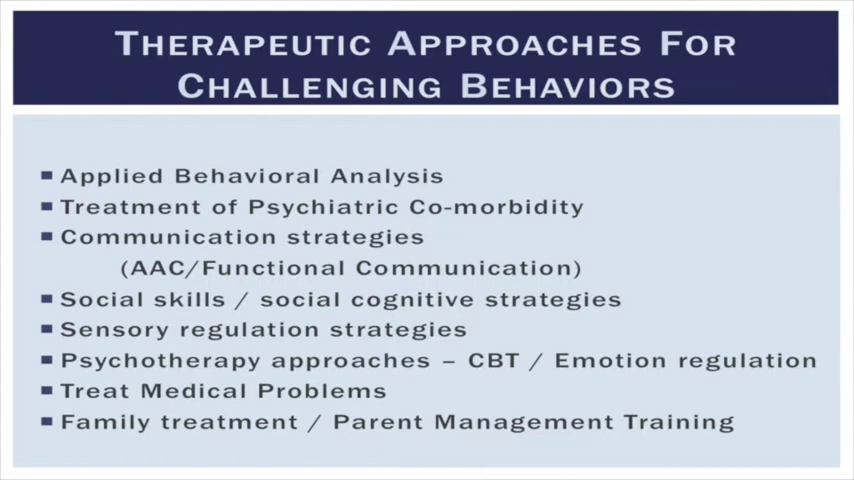 THERAPEUTIC APPROACHES FOR
CHALLENGING BEHAVIORS
▪ Applied Behavioral Analysis
▪ Treatment of Psychiatric Co-morbidity
▪ Communication strategies
(AAC/Functional Communication)
▪ Social skills / social cognitive strategies
▪ Sensory regulation strategies
▪ Psychotherapy approaches – CBT / Emotion regulation
▪ Treat Medical Problems
▪ Family treatment / Parent Management Training